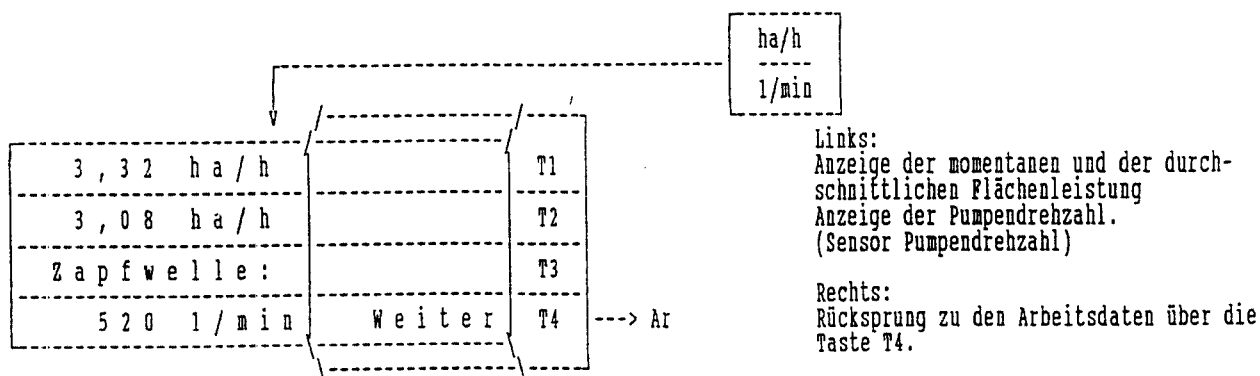 ha/h
1/min
3,32 ha/h T1
3,08 ha/h T2
Zapfwelle: T3
520 1/min Weiter T4 ---> Ar
Links:
Anzeige der momentanen und der durch-
schnittlichen Flächenleistung
Anzeige der Pumpendrehzahl.
(Sensor Pumpendrehzahl)
Rechts:
Rücksprung zu den Arbeitsdaten über die
Taste T4.